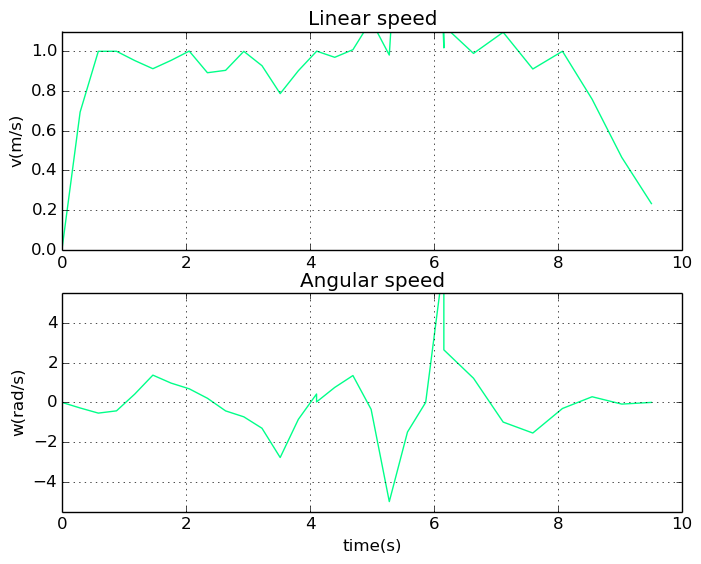 Linear speed
1.0
0.8
0.6
0.4
0.2
0.0
v(m/s)
0 2 4 6 8 10
Angular speed
4
2
0
−2
−4
w(rad/s)
0 2 4 6 8 10
time(s)